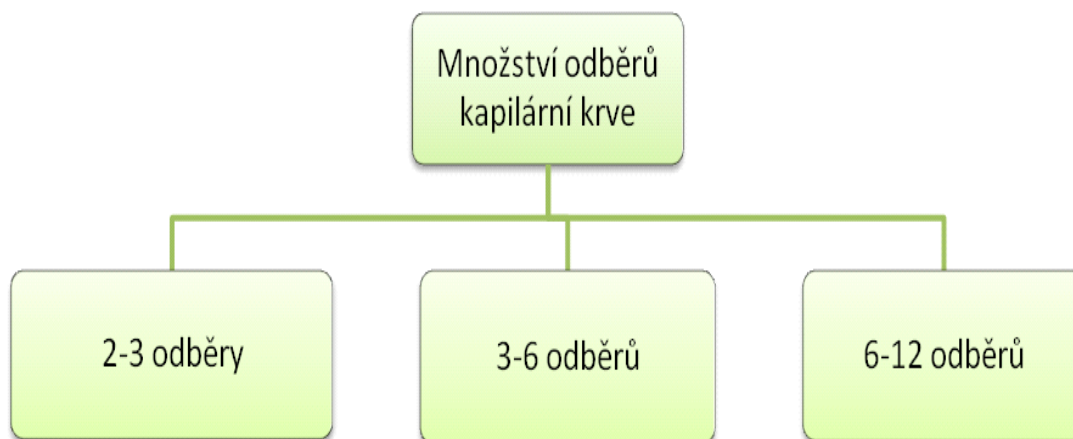 Množství odběrů
kapilární krve
2-3 odběry
3-6 odběrů
6-12 odběrů